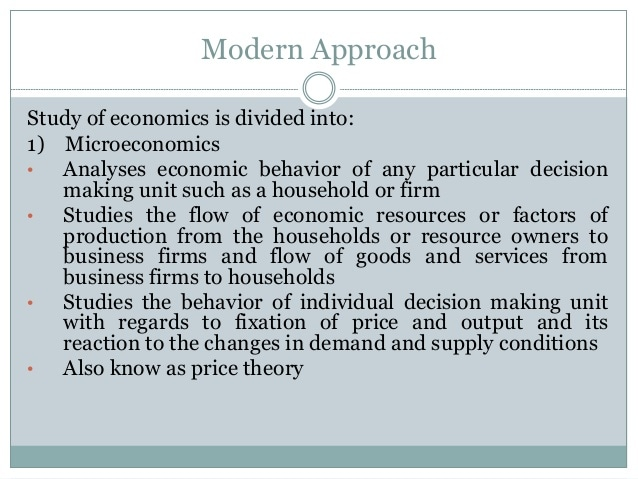 Modern Approach
Study of economics is divided into:
1) Microeconomics
• Analyses economic behavior of any particular decision
making unit such as a household or firm
• Studies the flow of economic resources or factors of
production from the households or resource owners to
business firms and flow of goods and services from
business firms to households
• Studies the behavior of individual decision making unit
with regards to fixation of price and output and its
reaction to the changes in demand and supply conditions
• Also know as price theory